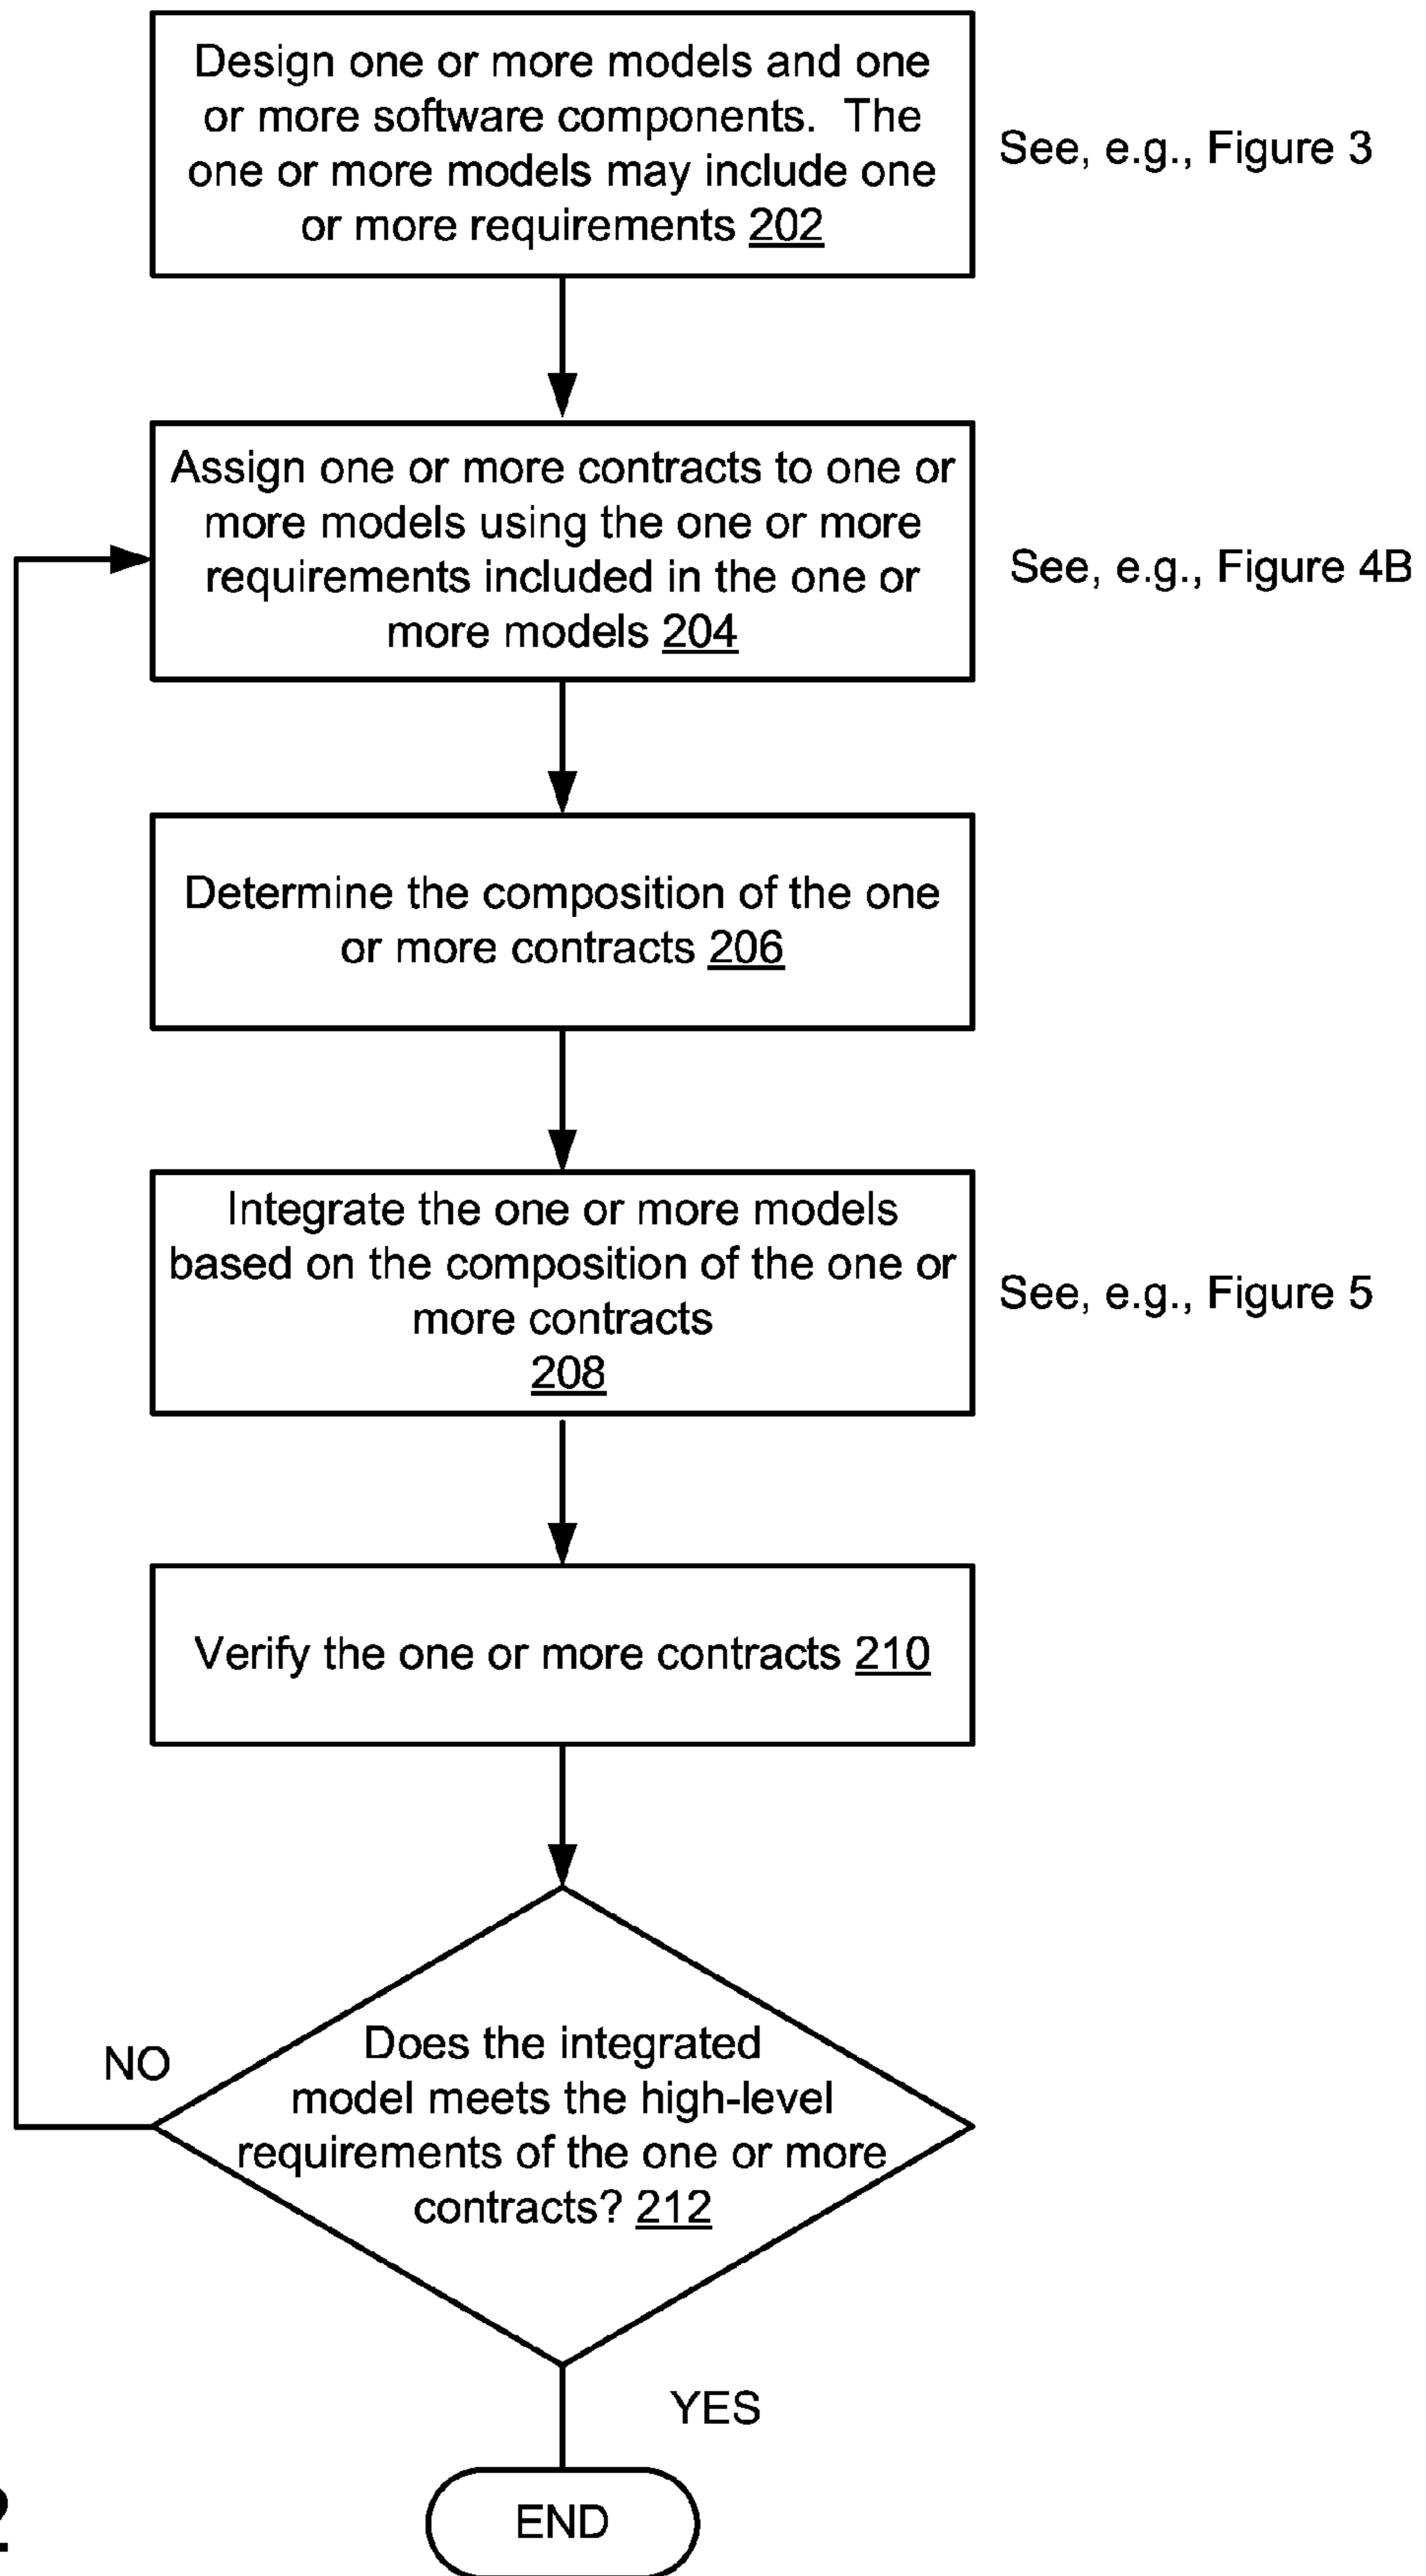 Design one or more models and one
or more software components. The
one or more models may include one
or more requirements 202
See, e.g., Figure 3
Assign one or more contracts to one or
more models using the one or more
requirements included in the one or
more models 204
See, e.g., Figure 4B
Determine the composition of the one
or more contracts 206
Integrate the one or more models
based on the composition of the one or
more contracts
208
See, e.g., Figure 5
Verify the one or more contracts 210
Does the integrated
model meets the high-level
requirements of the one or more
contracts? 212
NO
YES
END